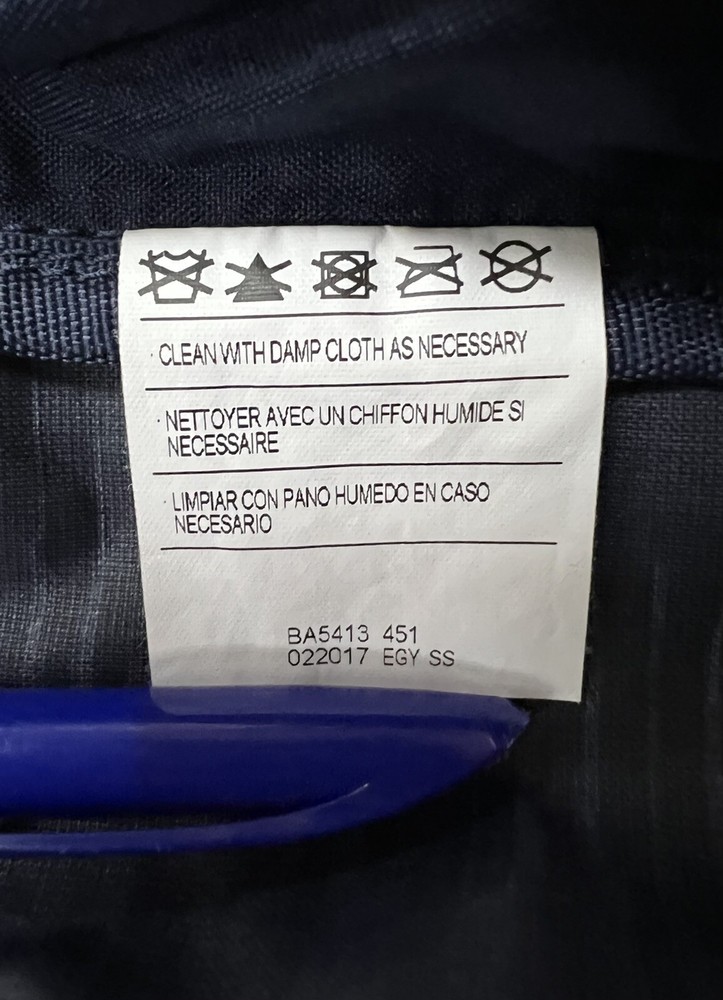 · CLEAN WITH DAMP CLOTH AS NECESSARY
· NETTOYER AVEC UN CHIFFON HUMIDE SI
NECESSAIRE
· LIMPIAR CON PANO HUMEDO EN CASO
NECESARIO
BA5413 451
022017 EGY SS